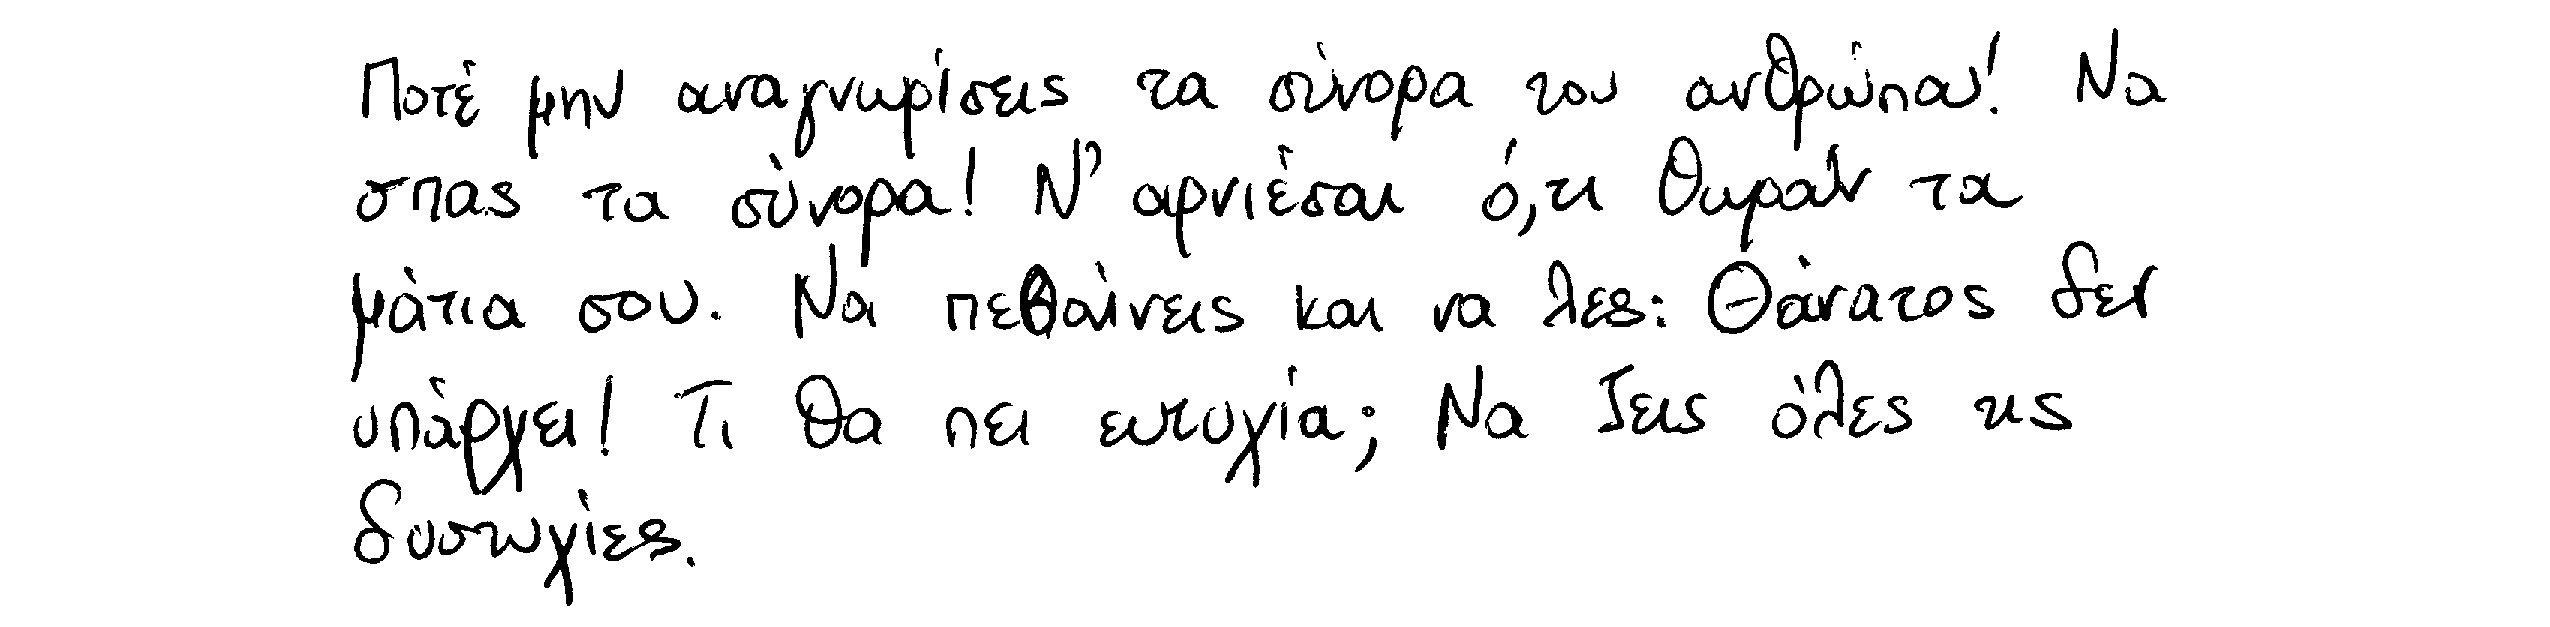 Ποτέ μην αναγνωρίσεις τα σύνορα του ανθρώπου! Να
σπας τα σύνορα! Ν' αρνιέσαι ό,τι θωρούν τα
μάτια σου. Να πεθαίνεις και να λες: Θάνατος δεν
υπάρχει! Τι θα πει ευτυχία; Να ζεις όλες τις
δυστυχίες.